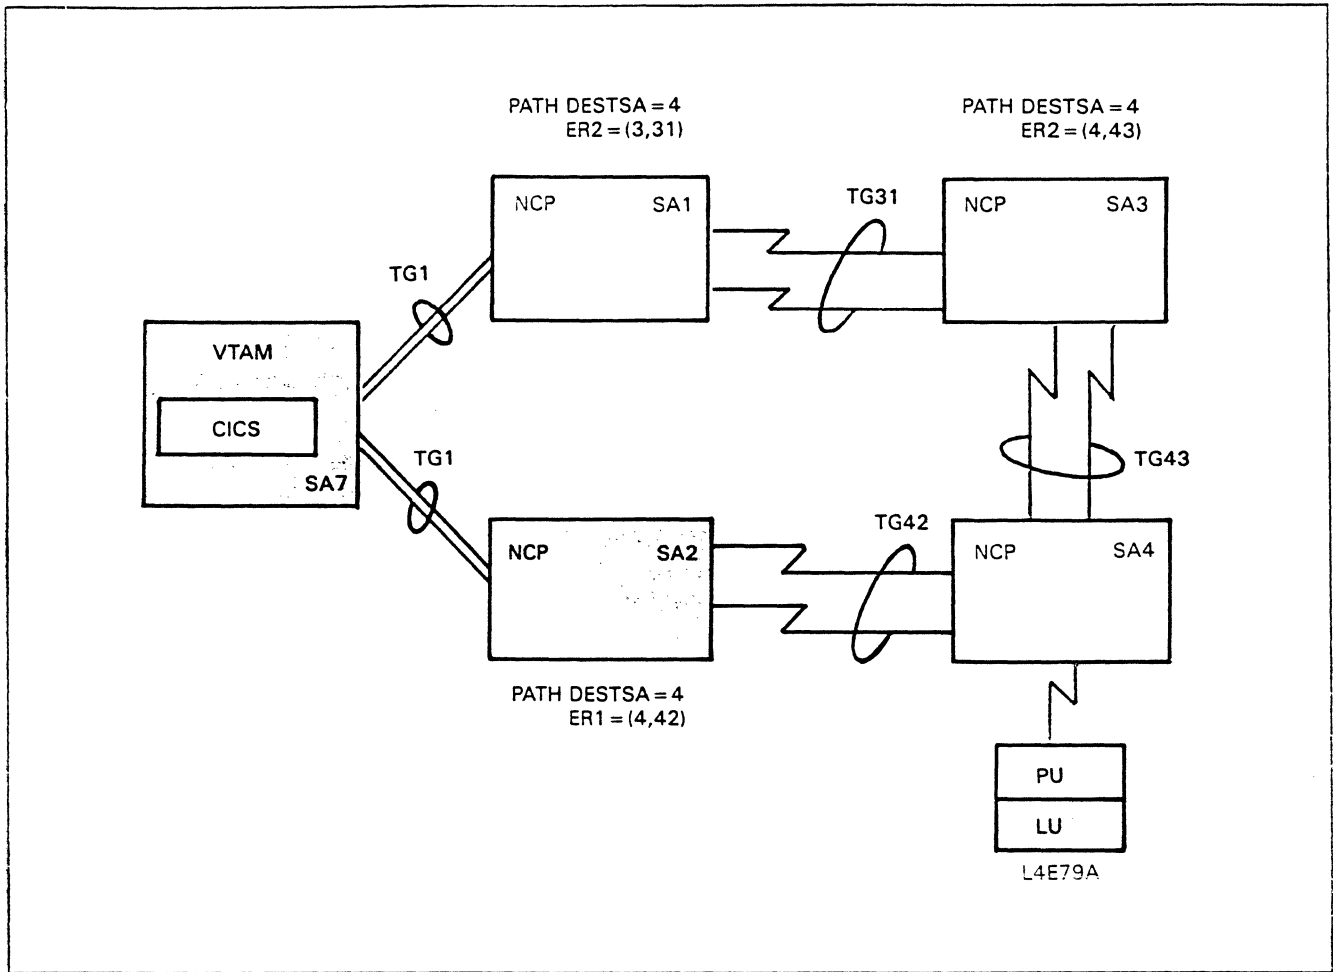 PATH DESTSA = 4
ER2 = (3,31)
PATH DESTSA = 4
ER2 = (4,43)
NCP SA1
TG31
NCP SA3
TG1
VTAM
CICS
SA7
TG1
TG43
NCP SA2
TG42
NCP SA4
PATH DESTSA = 4
ER1 = (4,42)
PU
LU
L4E79A